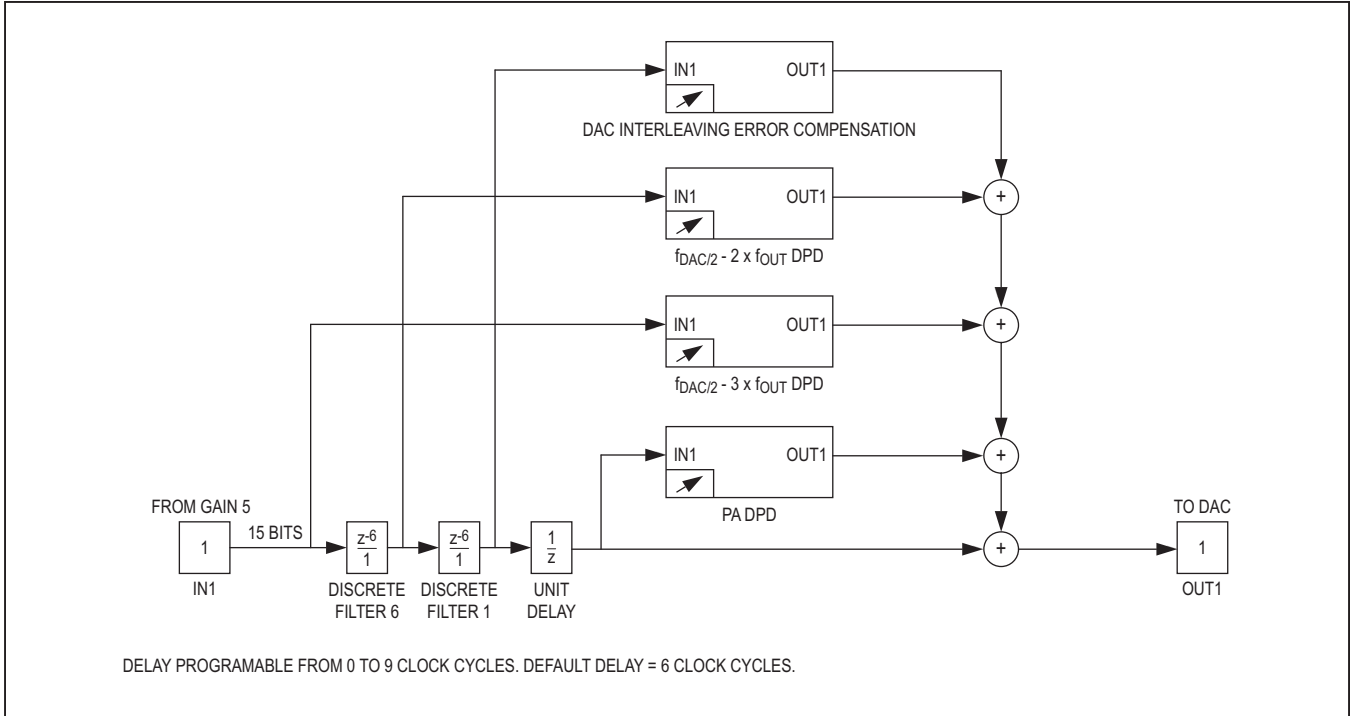 IN1 OUT1
DAC INTERLEAVING ERROR COMPENSATION
+
IN1 OUT1
fDAC/2 - 2 x fOUT DPD
+
IN1 OUT1
fDAC/2 - 3 x fOUT DPD
+
IN1 OUT1
PA DPD
+
FROM GAIN 5
1
IN1
15 BITS
z-6
1
DISCRETE
FILTER 6
z-6
1
DISCRETE
FILTER 1
1
z
UNIT
DELAY
+
TO DAC
1
OUT1
DELAY PROGRAMABLE FROM 0 TO 9 CLOCK CYCLES. DEFAULT DELAY = 6 CLOCK CYCLES.